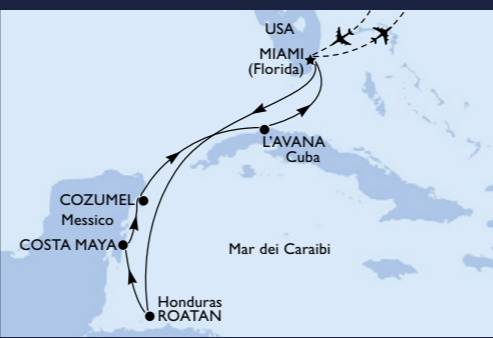 USA
MIAMI
(Florida)
L'AVANA
Cuba
COZUMEL
Messico
COSTA MAYA
Mar dei Caraibi
Honduras
ROATAN